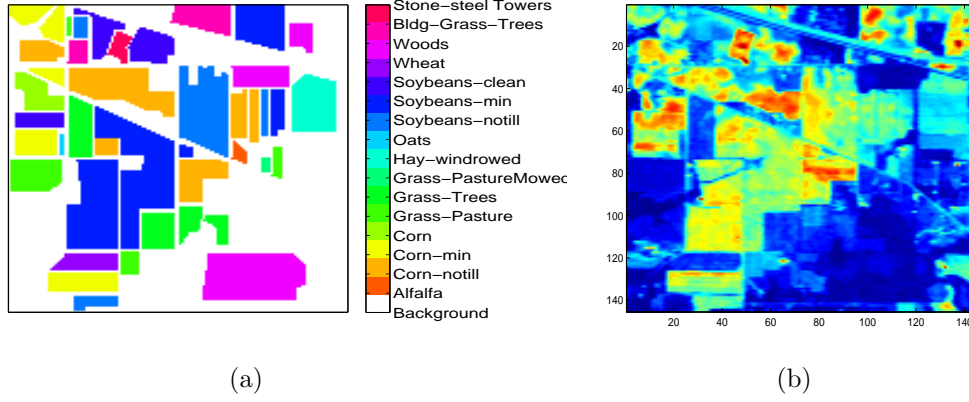 Stone-steel Towers
Bldg-Grass-Trees
Woods
Wheat
Soybeans-clean
Soybeans-min
Soybeans-notill
Oats
Hay-windrowed
Grass-PastureMowed
Grass-Trees
Grass-Pasture
Corn
Corn-min
Corn-notill
Alfalfa
Background
20
40
60
80
100
120
140
20 40 60 80 100 120 140
(a) (b)